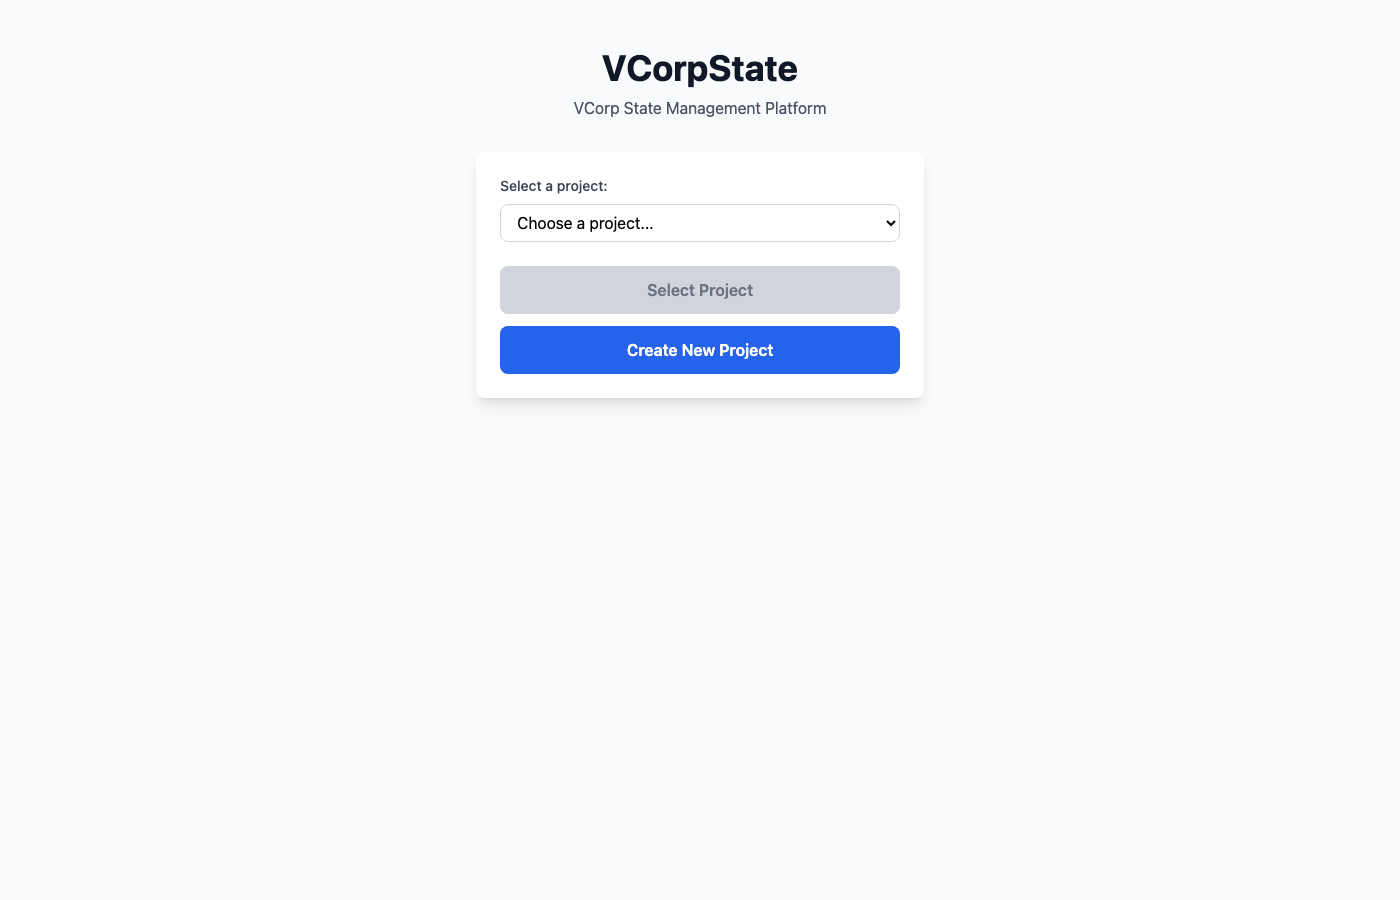 VCorpState
VCorp State Management Platform
Select a project:
Choose a project...
Select Project
Create New Project